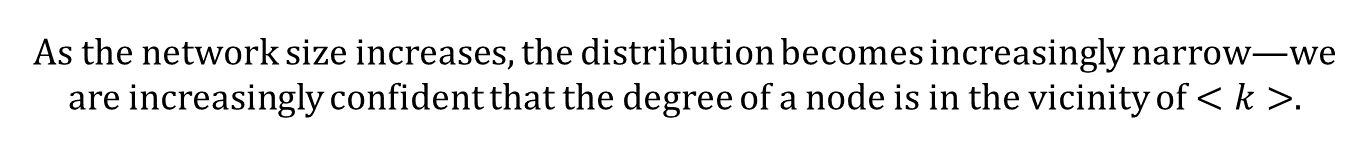 As the network size increases, the distribution becomes increasingly narrow—we
are increasingly confident that the degree of a node is in the vicinity of < k >.